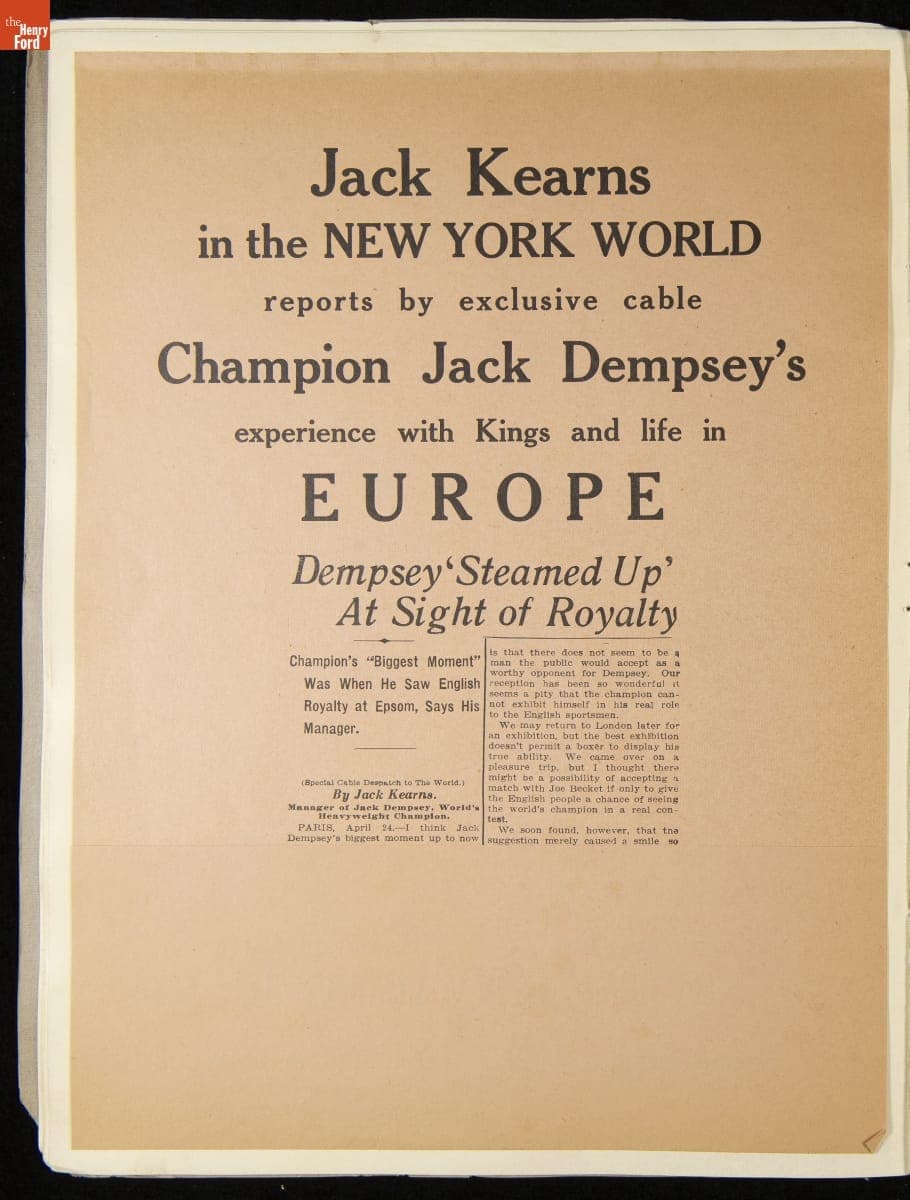 the
Henry
Ford
Jack Kearns
in the NEW YORK WORLD
reports by exclusive cable
Champion Jack Dempsey's
experience with Kings and life in
EUROPE
Dempsey 'Steamed Up'
At Sight of Royalty
Champion's "Biggest Moment"
Was When He Saw English
Royalty at Epsom, Says His
Manager.
(Special Cable Despatch to The World.)
By Jack Kearns.
Manager of Jack Dempsey, World's
Heavyweight Champion.
PARIS, April 24.—I think Jack
Dempsey's biggest moment up to now
is that there does not seem to be a
man the public would accept as a
worthy opponent for Dempsey. Our
reception has been so wonderful it
seems a pity that the champion can-
not exhibit himself in his real role
to the English sportsmen.
We may return to London later for
an exhibition, but the best exhibition
doesn't permit a boxer to display his
true ability. We came over on a
pleasure trip, but I thought there
might be a possibility of accepting a
match with Joe Becket if only to give
the English people a chance of seeing
the world's champion in a real con-
test.
We soon found, however, that the
suggestion merely caused a smile so